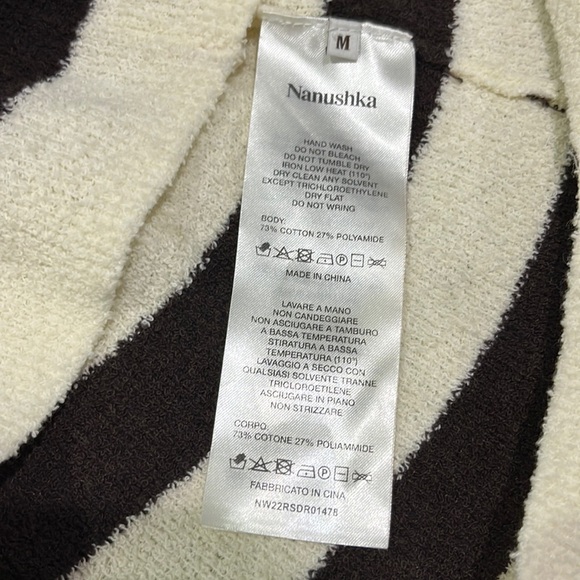 M
Nanushka
HAND WASH
DO NOT BLEACH
DO NOT TUMBLE DRY
IRON LOW HEAT (110°)
DRY CLEAN ANY SOLVENT
EXCEPT TRICHLOROETHYLENE
DRY FLAT
DO NOT WRING
BODY:
73% COTTON 27% POLYAMIDE
MADE IN CHINA
LAVARE A MANO
NON CANDEGGIARE
NON ASCIUGARE A TAMBURO
A BASSA TEMPERATURA
STIRATURA A BASSA
TEMPERATURA (110°)
LAVAGGIO A SECCO CON
QUALSIASI SOLVENTE TRANNE
TRICLOROETILENE
ASCIUGARE IN PIANO
NON STRIZZARE
CORPO:
73% COTONE 27% POLIAMMIDE
FABBRICATO IN CINA
NW22RSDR01478